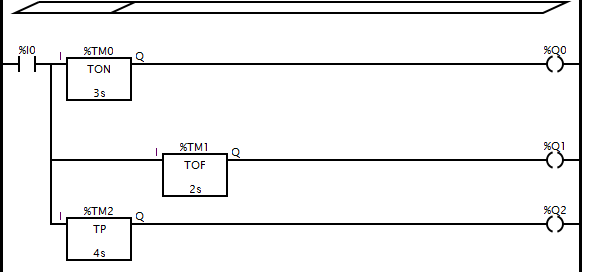 %I0 I %TM0 Q %Q0
TON
3s
I %TM1 Q %Q1
TOF
2s
I %TM2 Q %Q2
TP
4s